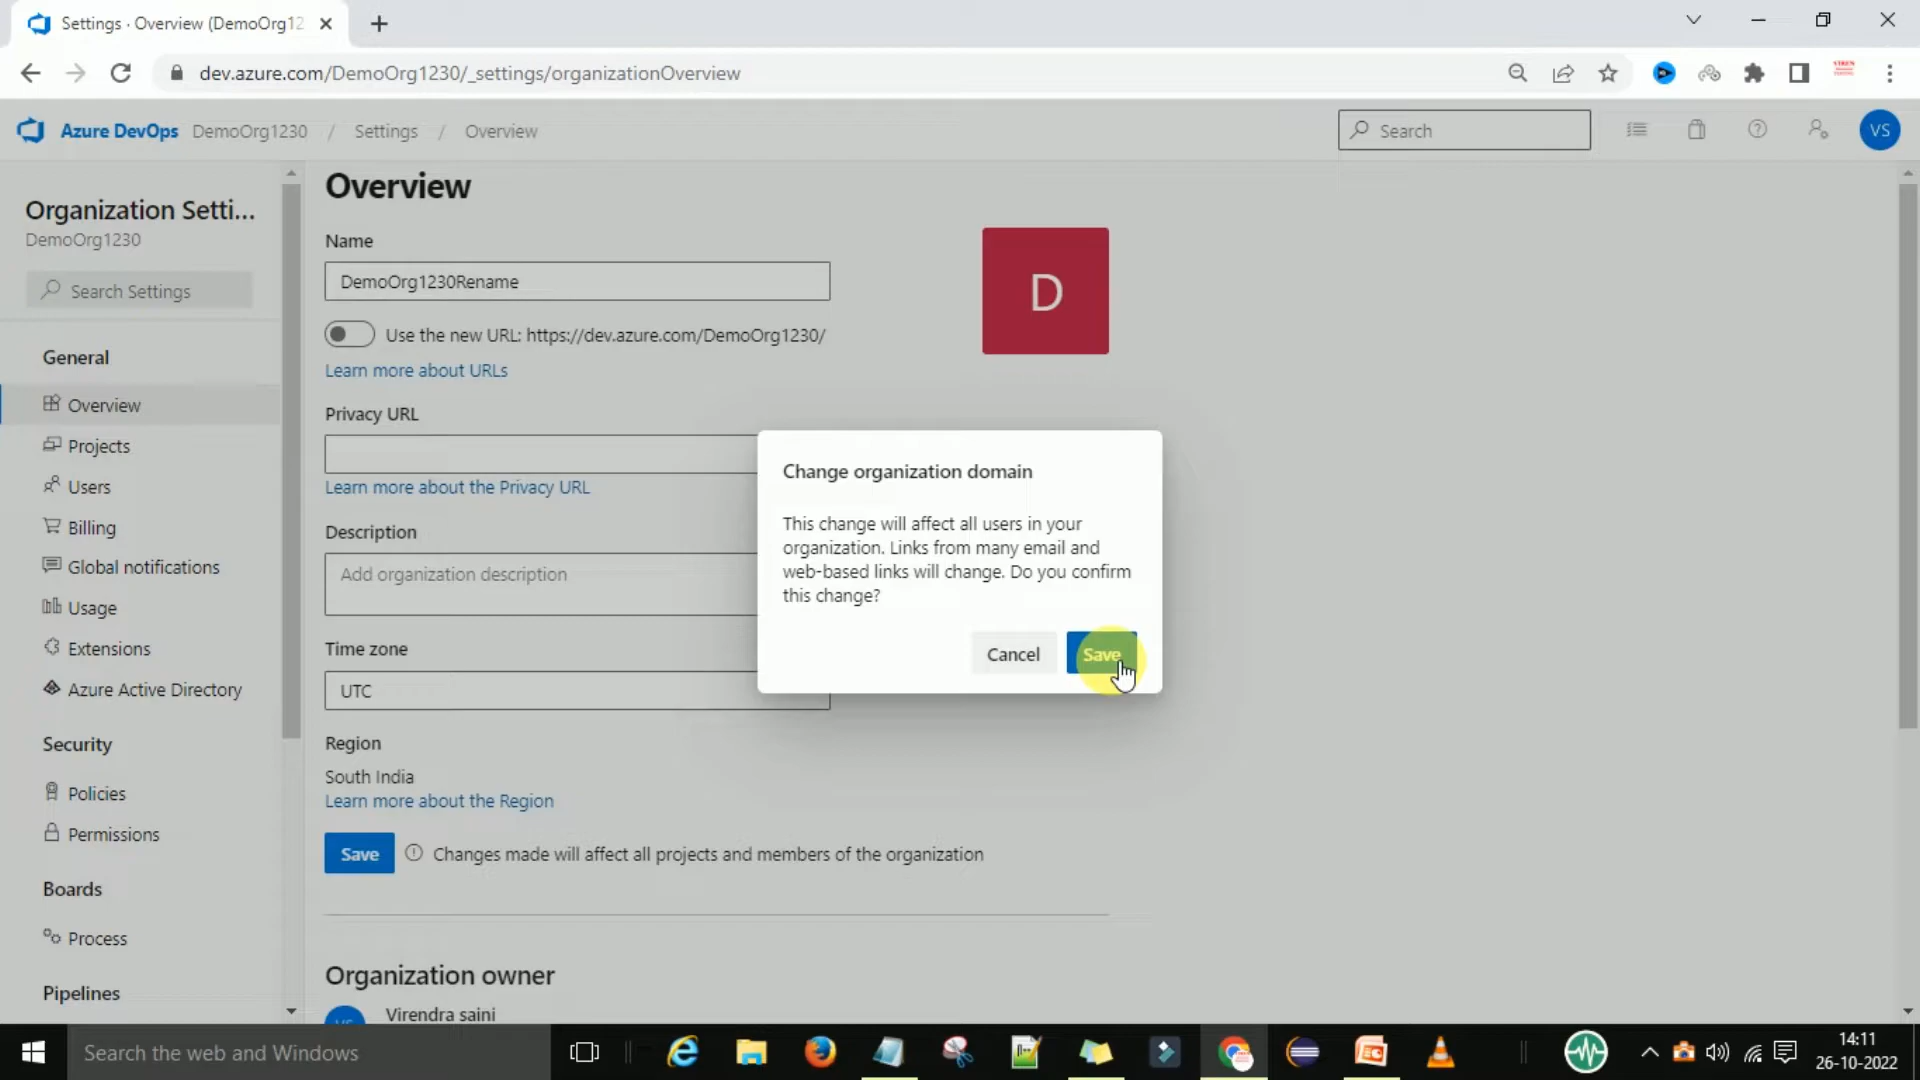 Settings · Overview (DemoOrg12
dev.azure.com/DemoOrg1230/_settings/organizationOverview
Azure DevOps DemoOrg1230 / Settings / Overview
Search
VS
Organization Setti...
DemoOrg1230
Search Settings
General
Overview
Projects
Users
Billing
Global notifications
Usage
Extensions
Azure Active Directory
Security
Policies
Permissions
Boards
Process
Pipelines
Overview
Name
DemoOrg1230Rename
D
Use the new URL: https://dev.azure.com/DemoOrg1230/
Learn more about URLs
Privacy URL
Learn more about the Privacy URL
Description
Add organization description
Time zone
UTC
Region
South India
Learn more about the Region
Save
Changes made will affect all projects and members of the organization
Organization owner
Virendra saini
Change organization domain
This change will affect all users in your
organization. Links from many email and
web-based links will change. Do you confirm
this change?
Cancel
Save
Search the web and Windows
14:11
26-10-2022